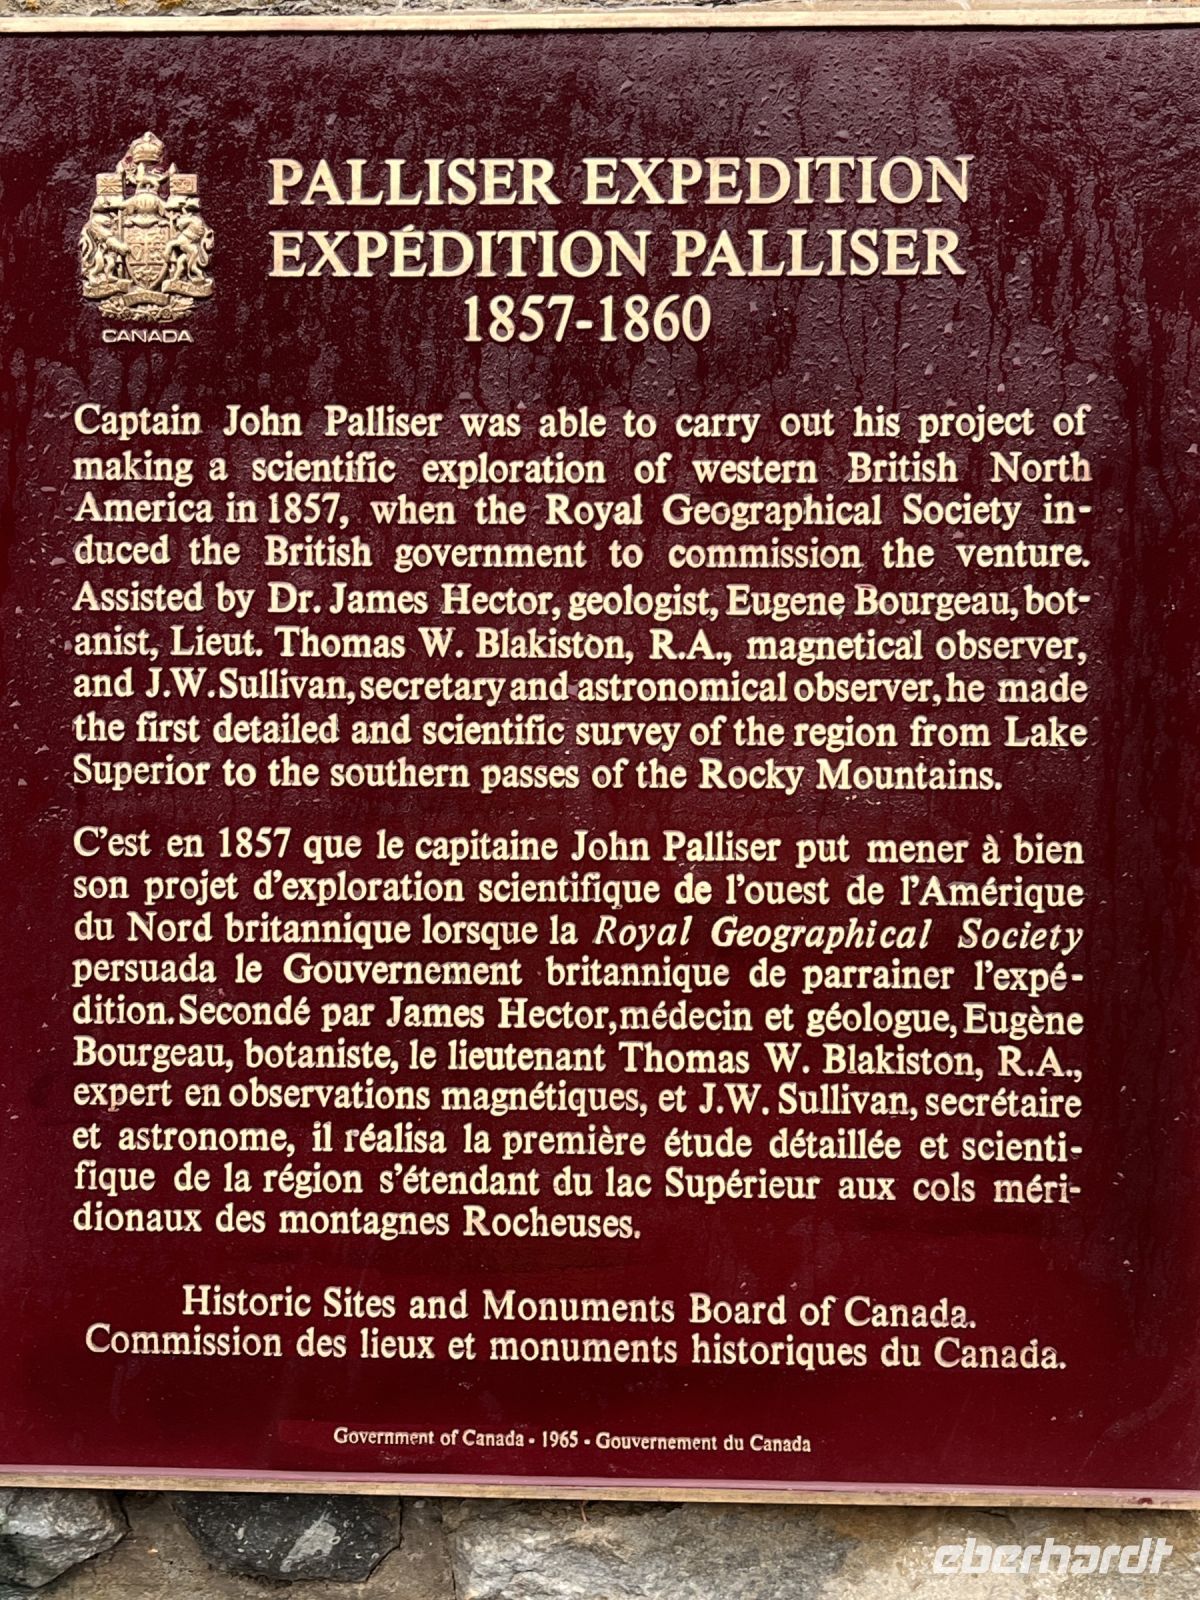 PALLISER EXPEDITION
EXPÉDITION PALLISER
1857-1860
CANADA
Captain John Palliser was able to carry out his project of
making a scientific exploration of western British North
America in 1857, when the Royal Geographical Society in-
duced the British government to commission the venture.
Assisted by Dr. James Hector, geologist, Eugene Bourgeau, bot-
anist, Lieut. Thomas W. Blakiston, R.A., magnetical observer,
and J.W. Sullivan, secretary and astronomical observer, he made
the first detailed and scientific survey of the region from Lake
Superior to the southern passes of the Rocky Mountains.
C'est en 1857 que le capitaine John Palliser put mener à bien
son projet d'exploration scientifique de l'ouest de l'Amérique
du Nord britannique lorsque la Royal Geographical Society
persuada le Gouvernement britannique de parrainer l'expé-
dition. Secondé par James Hector, médecin et géologue, Eugène
Bourgeau, botaniste, le lieutenant Thomas W. Blakiston, R.A.,
expert en observations magnétiques, et J.W. Sullivan, secrétaire
et astronome, il réalisa la première étude détaillée et scienti-
fique de la région s'étendant du lac Supérieur aux cols méri-
dionaux des montagnes Rocheuses.
Historic Sites and Monuments Board of Canada.
Commission des lieux et monuments historiques du Canada.
Government of Canada - 1965 - Gouvernement du Canada
eberhardt